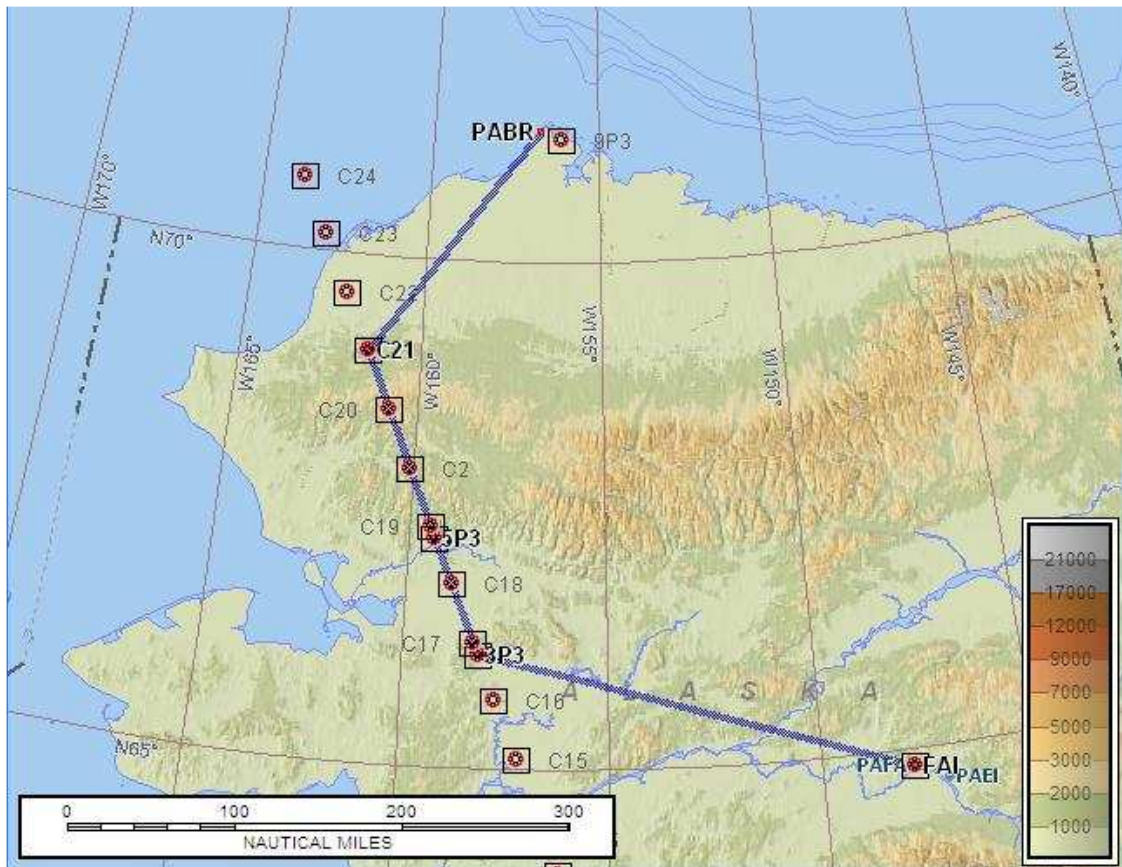 W140°
PABR
9P3
W170°
C24
N70°
C23
C22
W165°
C21
W160°
W155°
W150°
W145°
C20
C2
C19
5P3
C18
C17
3P3
C16
A L A S K A
N65°
C15
PAFA
FAI
PAEI
21000
17000
12000
9000
7000
5000
3000
2000
1000
0
100
200
300
NAUTICAL MILES